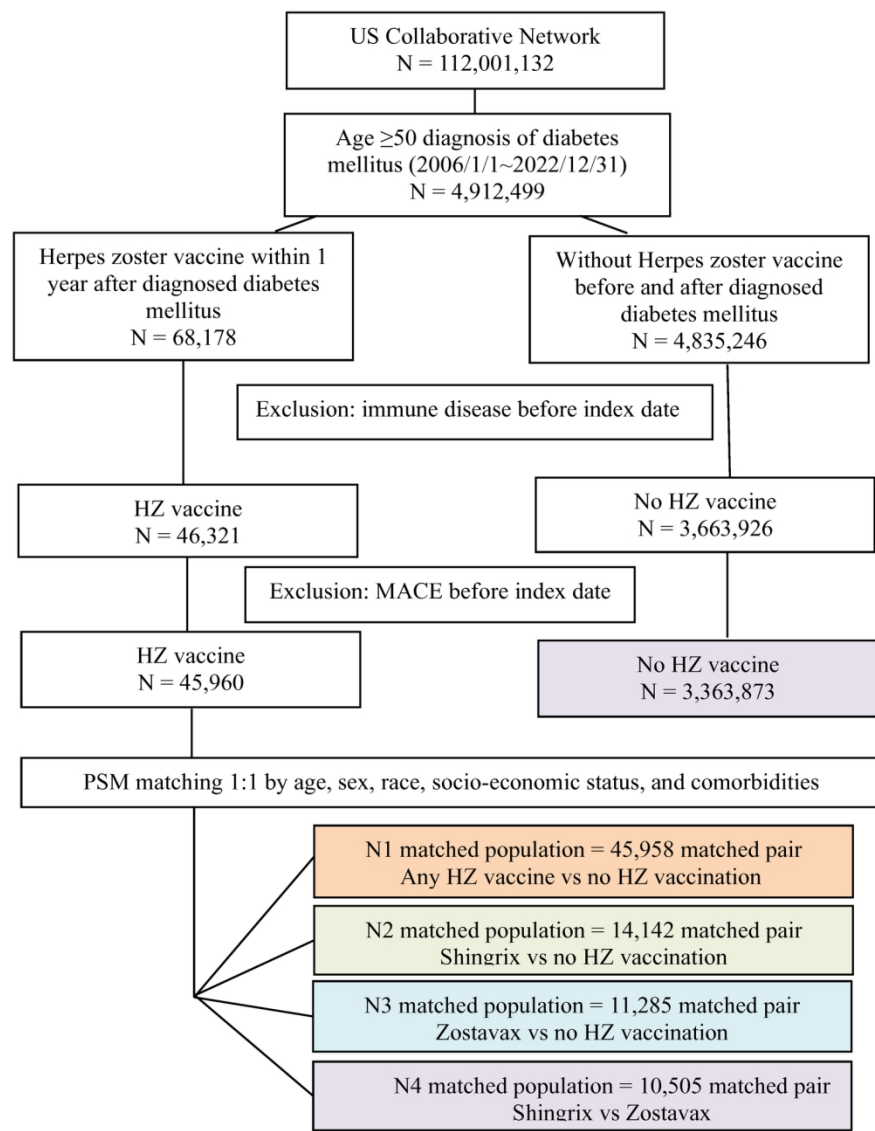 US Collaborative Network
N = 112,001,132
Age ≥50 diagnosis of diabetes
mellitus (2006/1/1~2022/12/31)
N = 4,912,499
Herpes zoster vaccine within 1
year after diagnosed diabetes
mellitus
N = 68,178
Without Herpes zoster vaccine
before and after diagnosed
diabetes mellitus
N = 4,835,246
Exclusion: immune disease before index date
HZ vaccine
N = 46,321
No HZ vaccine
N = 3,663,926
Exclusion: MACE before index date
HZ vaccine
N = 45,960
No HZ vaccine
N = 3,363,873
PSM matching 1:1 by age, sex, race, socio-economic status, and comorbidities
N1 matched population = 45,958 matched pair
Any HZ vaccine vs no HZ vaccination
N2 matched population = 14,142 matched pair
Shingrix vs no HZ vaccination
N3 matched population = 11,285 matched pair
Zostavax vs no HZ vaccination
N4 matched population = 10,505 matched pair
Shingrix vs Zostavax